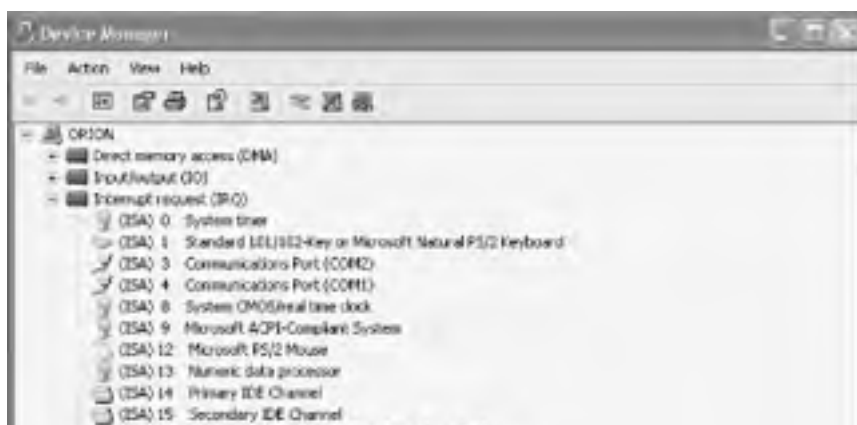 Device Manager
File Action View Help
ORION
Direct memory access (DMA)
Input/output (IO)
Interrupt request (IRQ)
(ISA) 0 System timer
(ISA) 1 Standard 101/102-Key or Microsoft Natural PS/2 Keyboard
(ISA) 3 Communications Port (COM2)
(ISA) 4 Communications Port (COM1)
(ISA) 8 System CMOS/real time clock
(ISA) 9 Microsoft ACPI-Compliant System
(ISA) 12 Microsoft PS/2 Mouse
(ISA) 13 Numeric data processor
(ISA) 14 Primary IDE Channel
(ISA) 15 Secondary IDE Channel